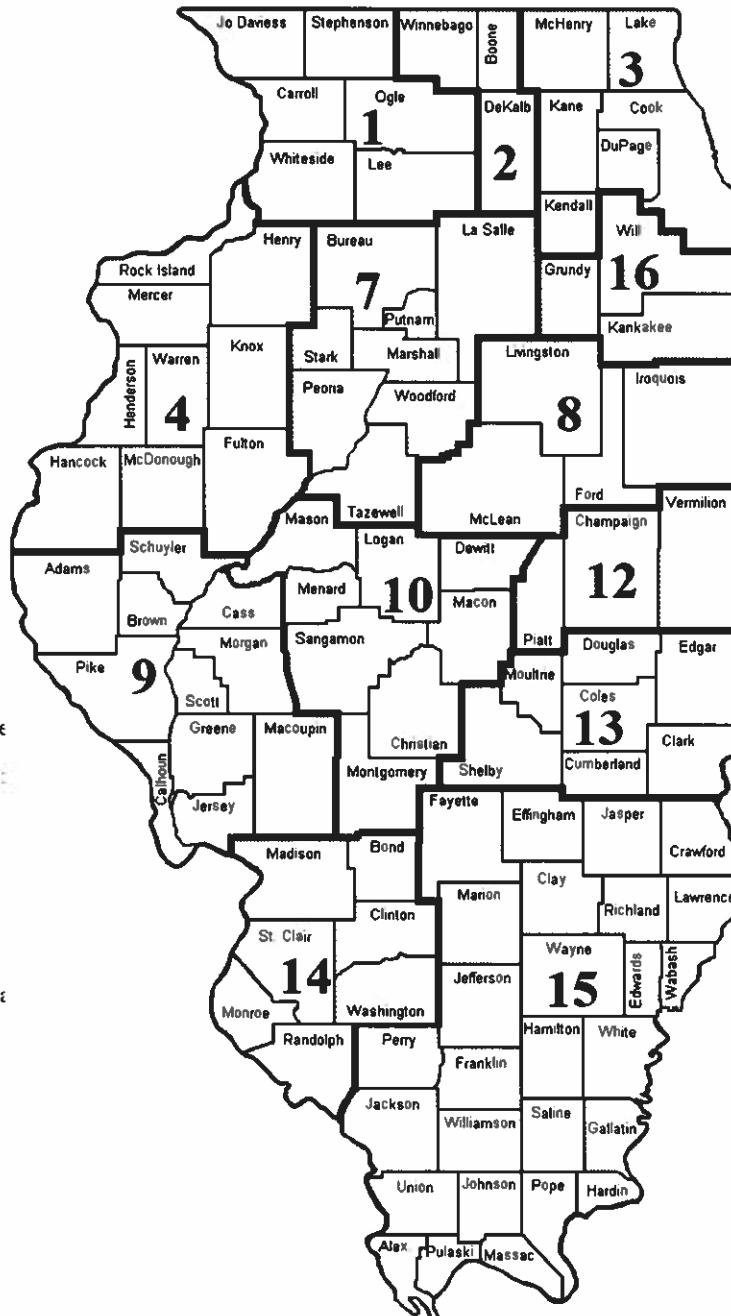 Jo Daviess Stephenson Winnebago Boone McHenry Lake
3
Carroll Ogle DeKalb Kane Cook
1
DuPage
Whiteside Lee 2
Kendall
Henry Bureau La Salle Will
Rock Island 7 Grundy 16
Mercer
Putnam Kankakee
Warren Knox Stark Marshall Livingston
Henderson Peoria Woodford Iroquois
4 8
Hancock McDonough Fulton
Ford Vermilion
Mason Tazewell McLean Champaign
Schuyler Logan Dewitt
Adams
Menard 10 Macon 12
Brown Cass
Morgan Sangamon Piatt Douglas Edgar
Pike
9 Moultrie
Scott Coles
Greene Macoupin Christian 13 Clark
Calhoun Montgomery Shelby Cumberland
Jersey Fayette Effingham Jasper
Madison Bond Crawford
Clay
Marion Richland Lawrence
Clinton
St. Clair Wayne
14 Jefferson 15 Edwards Wabash
Monroe Washington
Randolph Perry Hamilton White
Franklin
Jackson Saline
Williamson Gallatin
Union Johnson Pope Hardin
Alex. Pulaski Massac